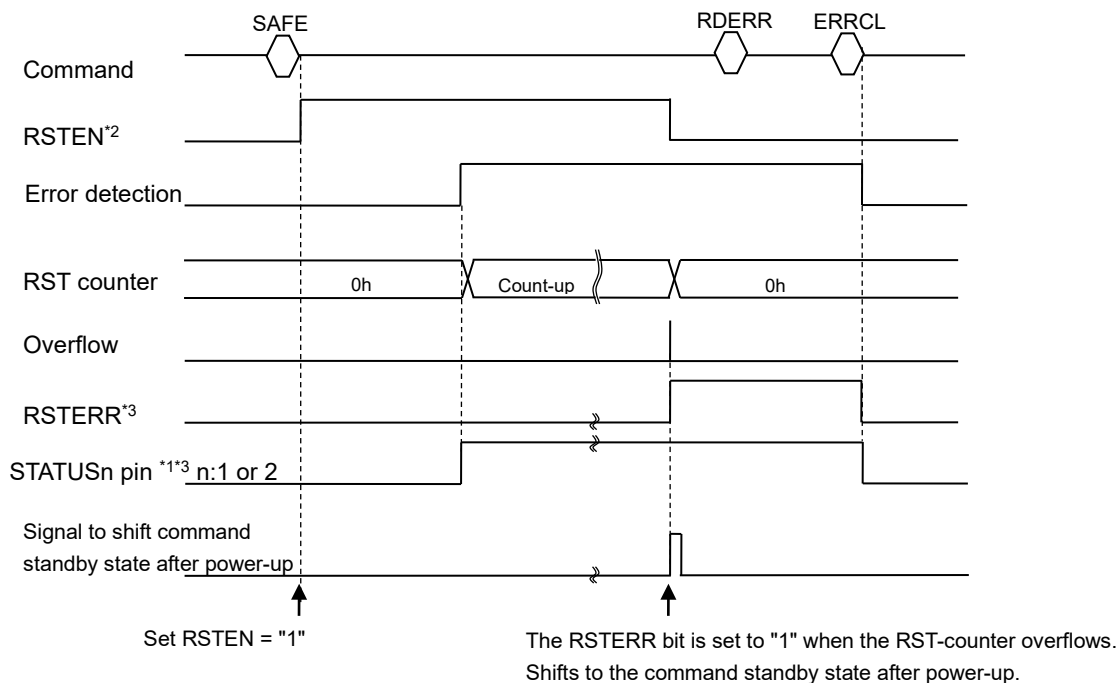 SAFE RDERR ERRCL
Command
RSTEN*2
Error detection
RST counter 0h Count-up 0h
Overflow
RSTERR*3
STATUSn pin *1*3 n:1 or 2
Signal to shift command
standby state after power-up
Set RSTEN = "1"
The RSTERR bit is set to "1" when the RST-counter overflows.
Shifts to the command standby state after power-up.